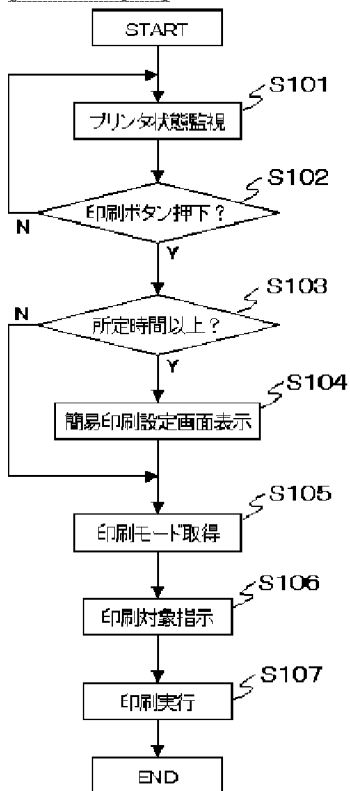 START
S101
プリンタ状態監視
S102
印刷ボタン押下？
N
Y
S103
N
所定時間以上？
Y
S104
簡易印刷設定画面表示
S105
印刷モード取得
S106
印刷対象指示
S107
印刷実行
END